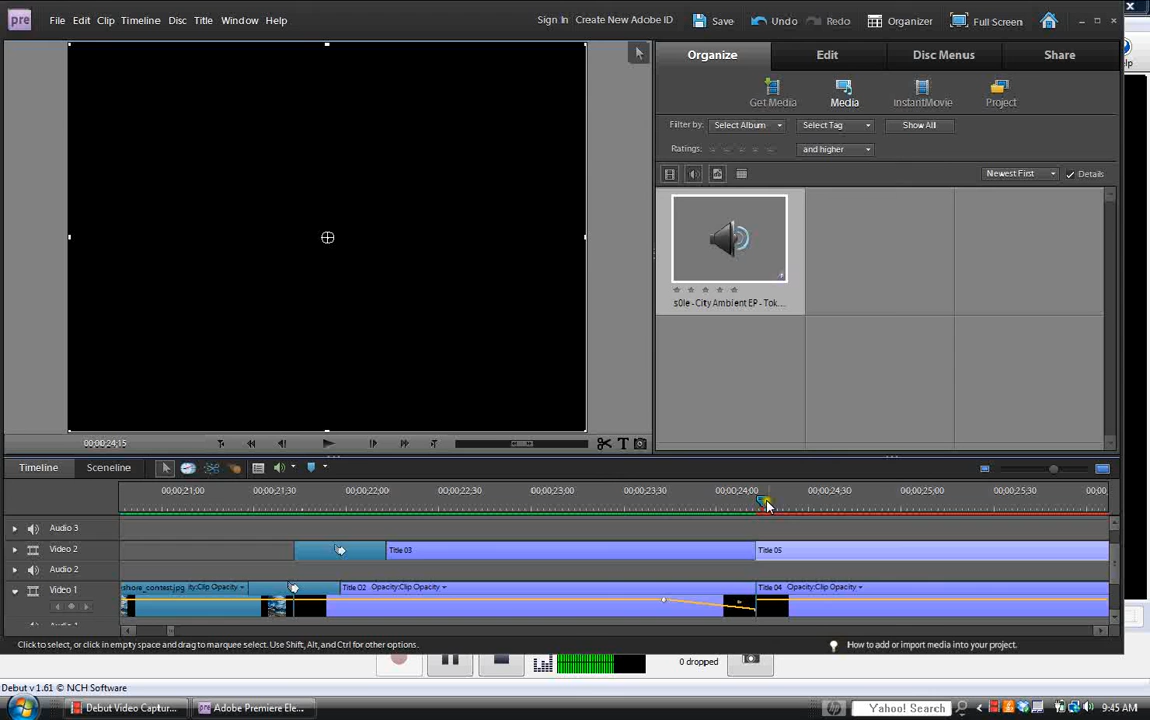 pre File Edit Clip Timeline Disc Title Window Help Sign In Create New Adobe ID Save Undo Redo Organizer Full Screen
Organize Edit Disc Menus Share
elp
Get Media Media InstantMovie Project
Filter by: Select Album Select Tag Show All
Ratings: and higher
Newest First Details
s0le - City Ambient EP - Tok...
00;00;24;15
Timeline Sceneline
00;00;21;00 00;00;21;30 00;00;22;00 00;00;22;30 00;00;23;00 00;00;23;30 00;00;24;00 00;00;24;30 00;00;25;00 00;00;25;30 00;00
Audio 3
Video 2 Title 03 Title 05
Audio 2
Video 1 shore_contest.jpg ity:Clip Opacity Title 02 Opacity:Clip Opacity Title 04 Opacity:Clip Opacity
Click to select, or click in empty space and drag to marquee select. Use Shift, Alt, and Ctrl for other options. How to add or import media into your project.
0 dropped
Debut v 1.61 © NCH Software
Debut Video Captur... Adobe Premiere Ele... Yahoo! Search 9:45 AM